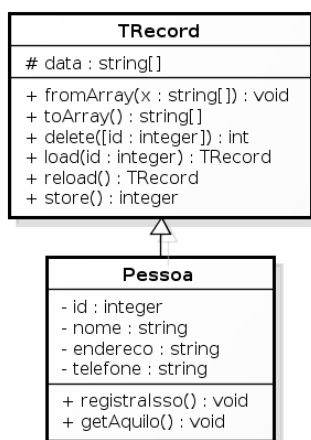 TRecord
# data : string[]
+ fromArray(x : string[]) : void
+ toArray() : string[]
+ delete([id : integer]) : int
+ load(id : integer) : TRecord
+ reload() : TRecord
+ store() : integer
Pessoa
- id : integer
- nome : string
- endereco : string
- telefone : string
+ registraIsso() : void
+ getAquilo() : void